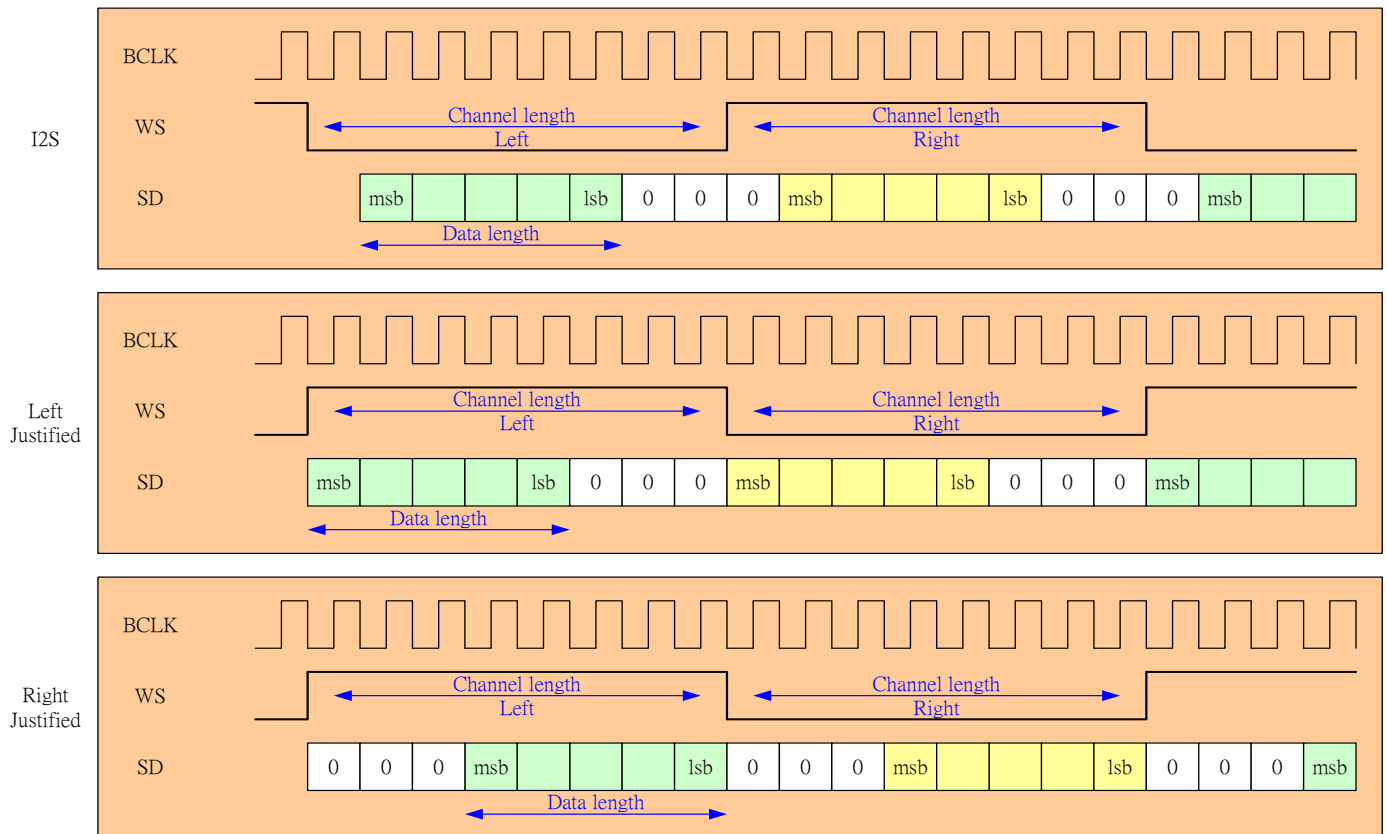 BCLK
I2S
WS
Channel length
Left
Channel length
Right
SD
msb lsb 0 0 0 msb lsb 0 0 0 msb
Data length
BCLK
Left
Justified
WS
Channel length
Left
Channel length
Right
SD
msb lsb 0 0 0 msb lsb 0 0 0 msb
Data length
BCLK
Right
Justified
WS
Channel length
Left
Channel length
Right
SD
0 0 0 msb lsb 0 0 0 msb lsb 0 0 0 msb
Data length